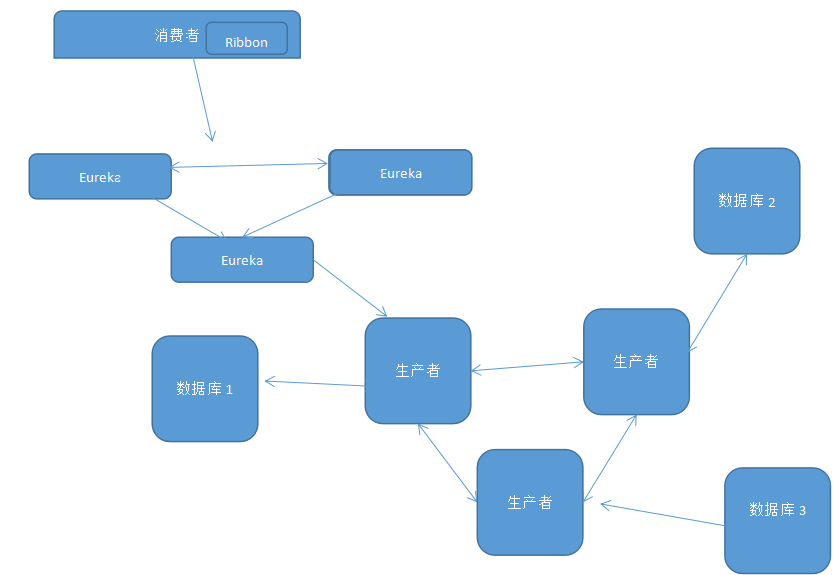 消费者
Ribbon
Eureka
Eureka
Eureka
数据库 2
生产者
生产者
数据库 1
生产者
数据库 3